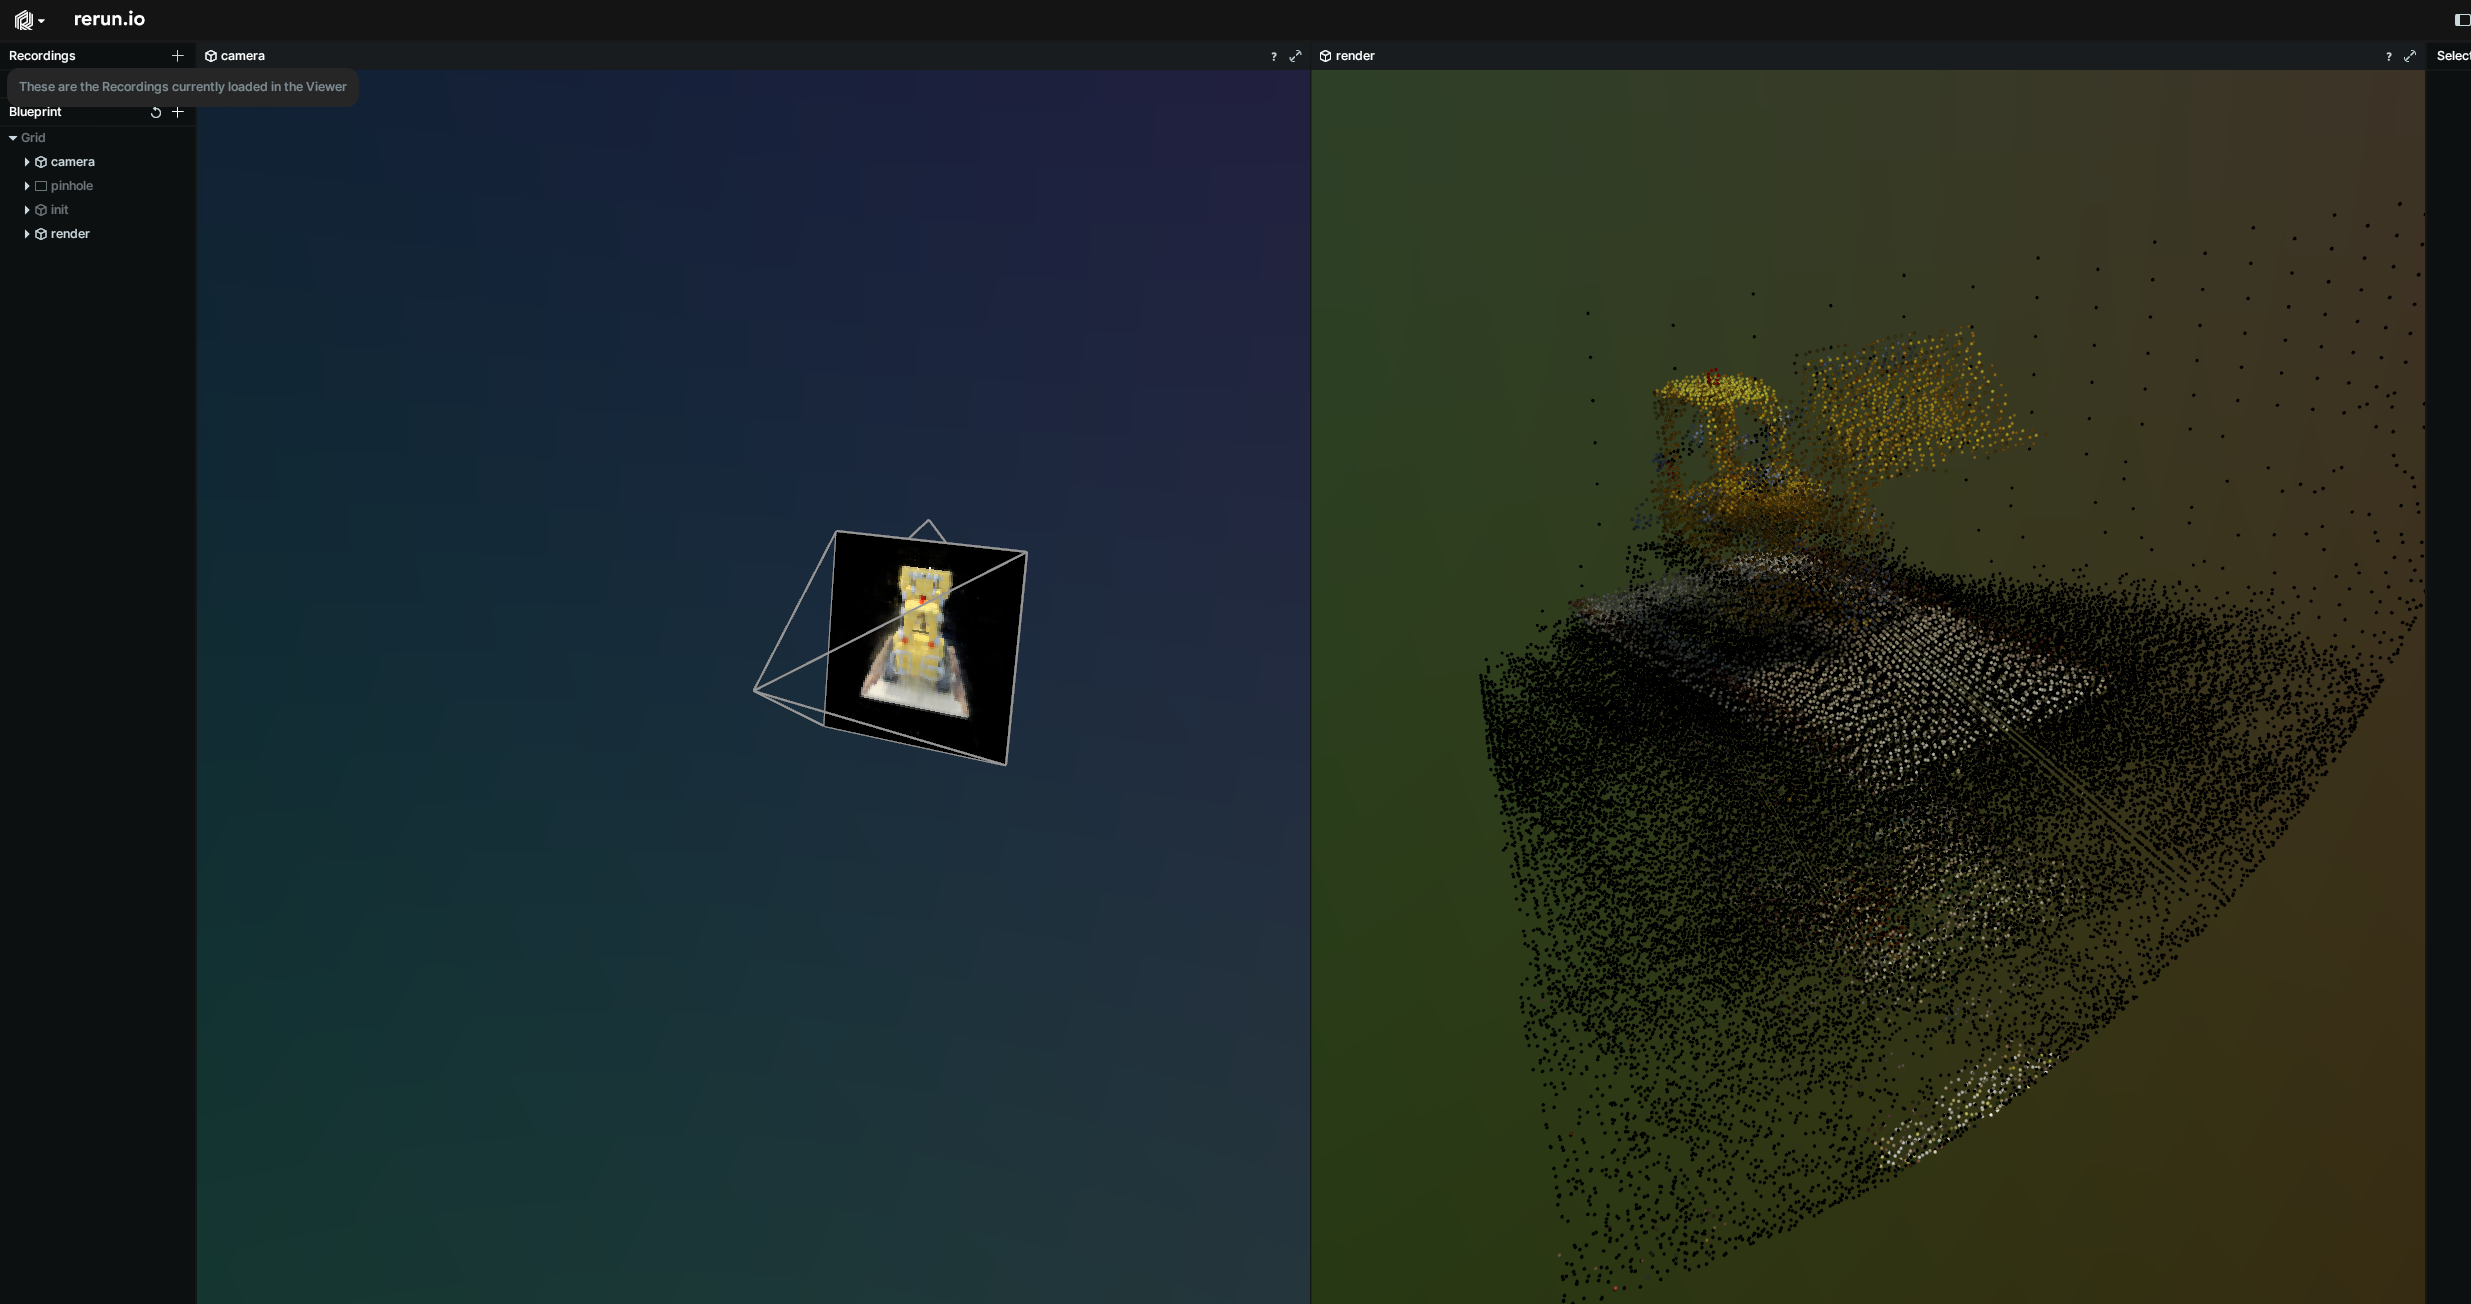 rerun.io
Recordings
camera
?
render
?
Select
These are the Recordings currently loaded in the Viewer
Blueprint
Grid
camera
pinhole
init
render